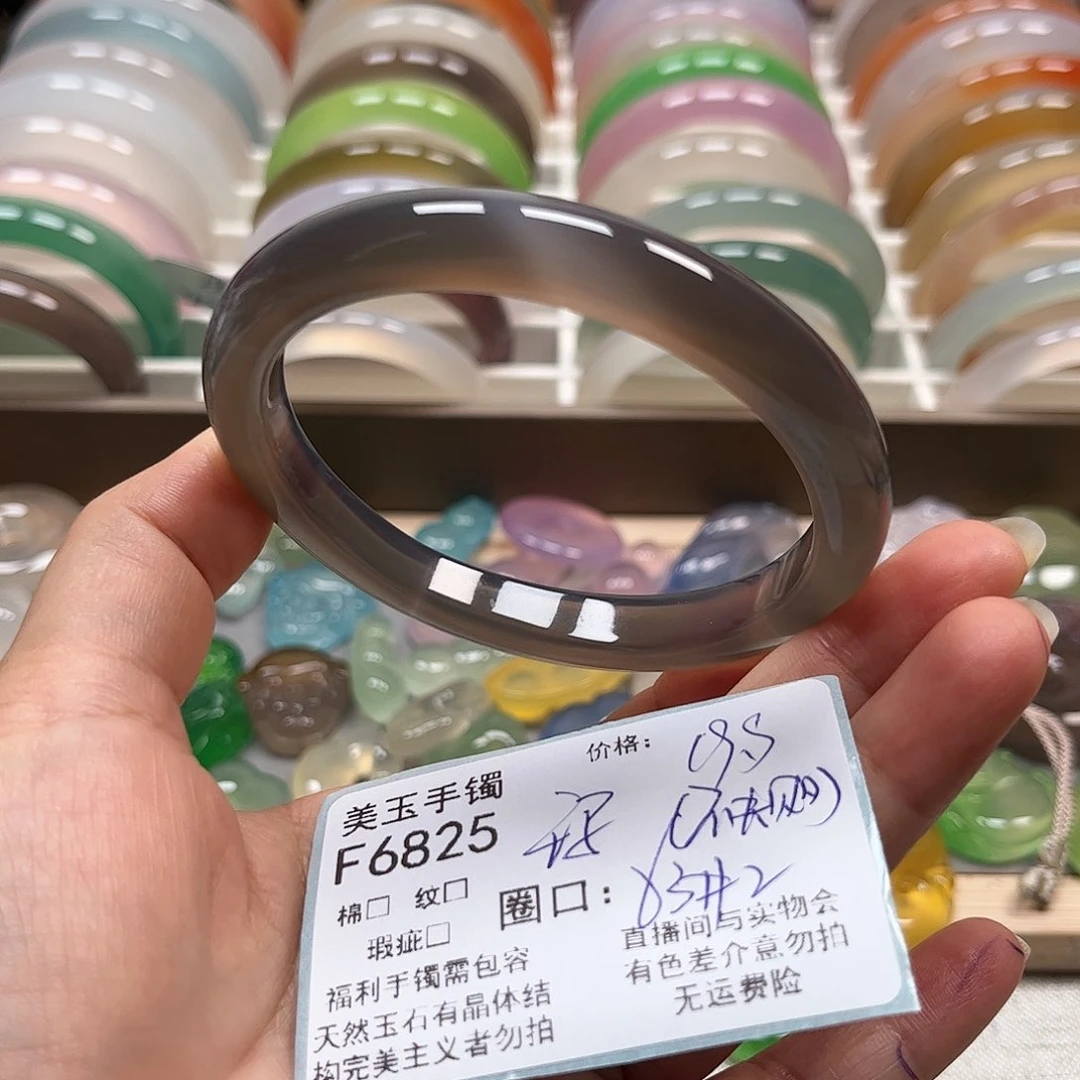 美玉手镯
F6825
价格:
棉□ 纹□
圈口:
瑕疵□
福利手镯需包容
天然玉石有晶体结
构完美主义者勿拍
直播间与实物会
有色差介意勿拍
无运费险